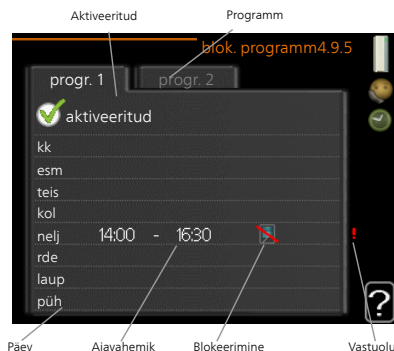 Aktiveeritud Programm
blok. programm4.9.5
progr. 1 progr. 2
aktiveeritud
kk
esm
teis
kol
nelj 14:00 - 16:30 !
rde
laup
püh
?
Päev Ajavahemik Blokeerimine Vastuolu